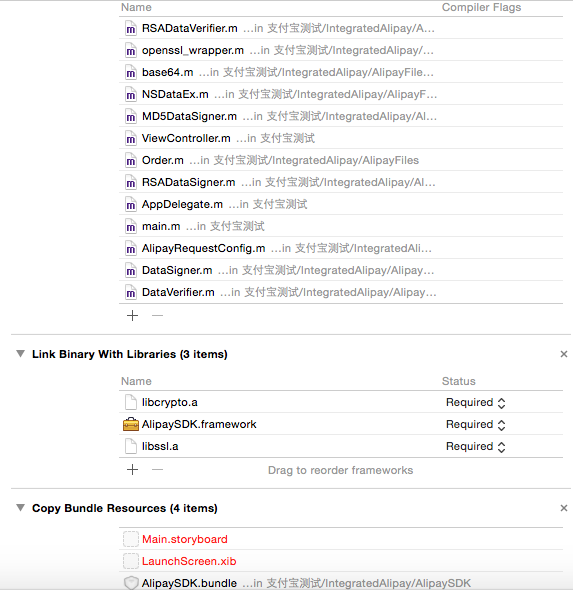 Name Compiler Flags
RSADataVerifier.m ...in 支付宝测试/IntegratedAlipay/A...
openssl_wrapper.m ...in 支付宝测试/IntegratedAlipay/...
base64.m ...in 支付宝测试/IntegratedAlipay/AlipayFile...
NSDataEx.m ...in 支付宝测试/IntegratedAlipay/AlipayF...
MD5DataSigner.m ...in 支付宝测试/IntegratedAlipay/Al...
ViewController.m ...in 支付宝测试
Order.m ...in 支付宝测试/IntegratedAlipay/AlipayFiles
RSADataSigner.m ...in 支付宝测试/IntegratedAlipay/Al...
AppDelegate.m ...in 支付宝测试
main.m ...in 支付宝测试
AlipayRequestConfig.m ...in 支付宝测试/IntegratedAli...
DataSigner.m ...in 支付宝测试/IntegratedAlipay/Alipay...
DataVerifier.m ...in 支付宝测试/IntegratedAlipay/Alipay...
Link Binary With Libraries (3 items)
Name Status
libcrypto.a Required
AlipaySDK.framework Required
libssl.a Required
Drag to reorder frameworks
Copy Bundle Resources (4 items)
Main.storyboard
LaunchScreen.xib
AlipaySDK.bundle ...in 支付宝测试/IntegratedAlipay/AlipaySDK